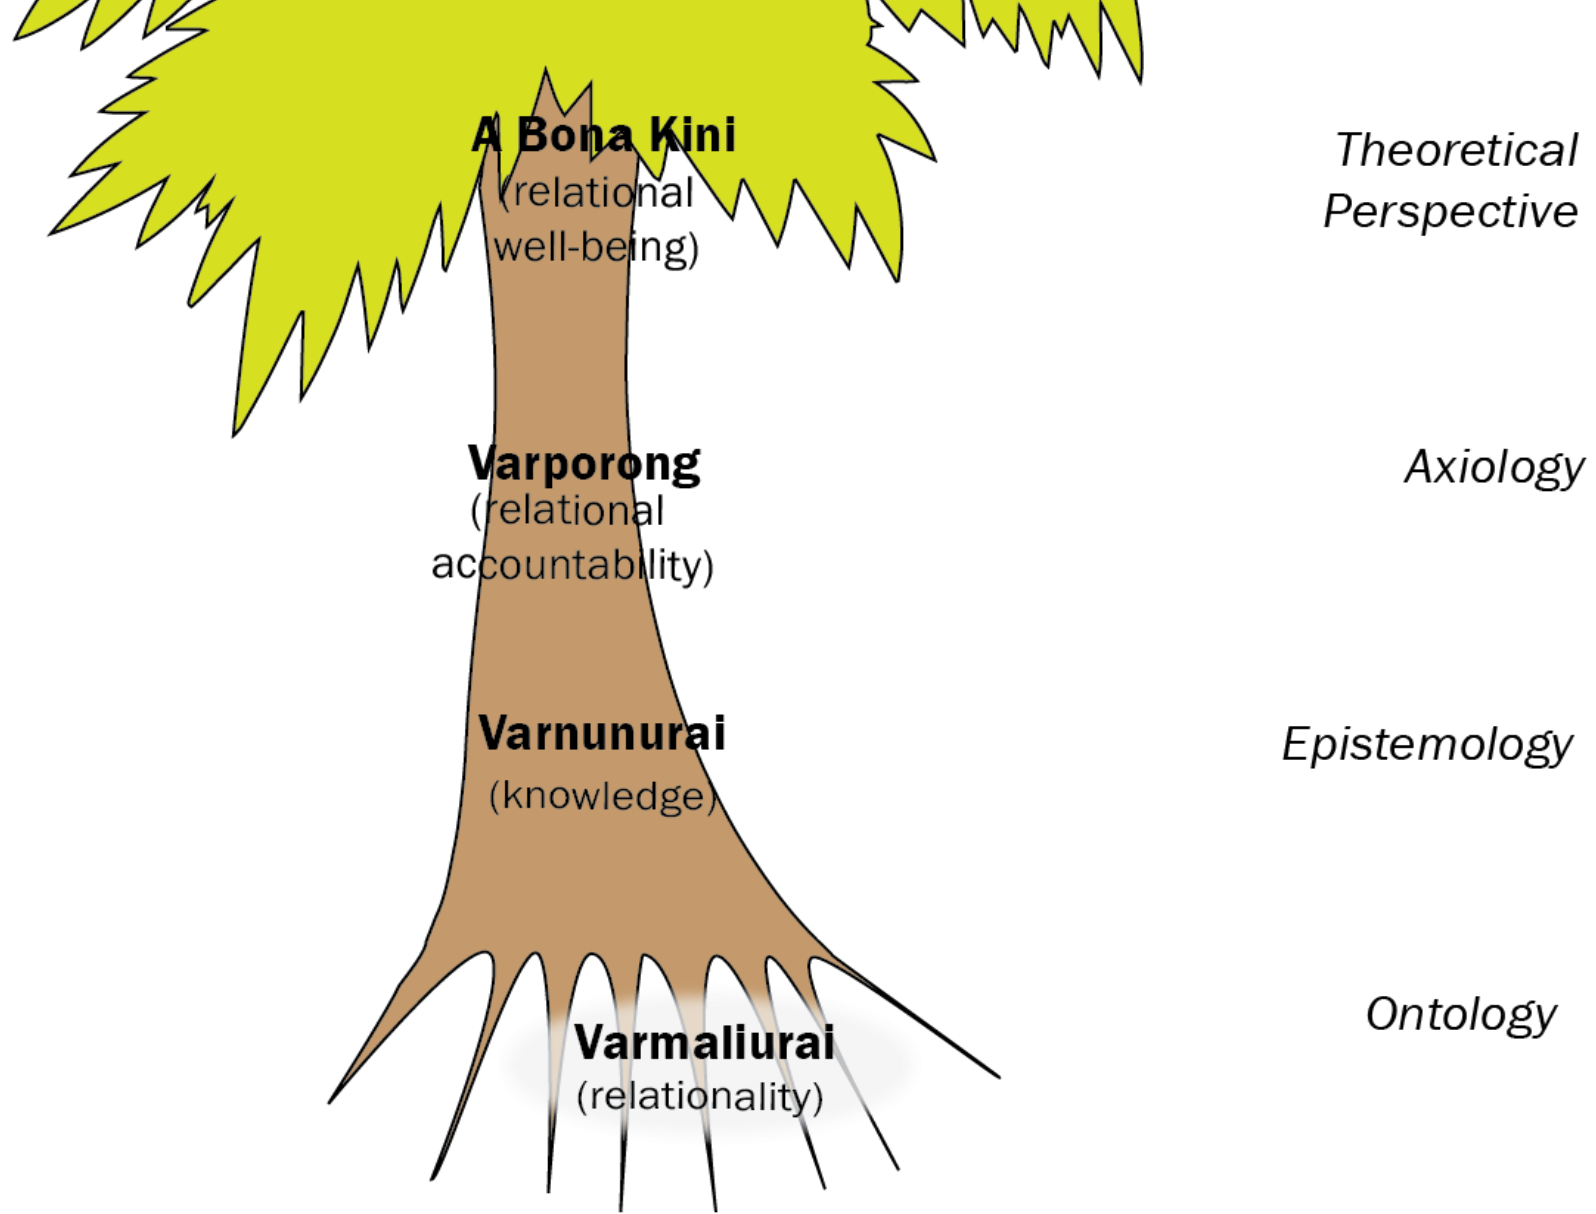 A Bona Kini
(relational
well-being)
Theoretical
Perspective
Varporong
(relational
accountability)
Axiology
Varnunurai
(knowledge)
Epistemology
Varmaliurai
(relationality)
Ontology